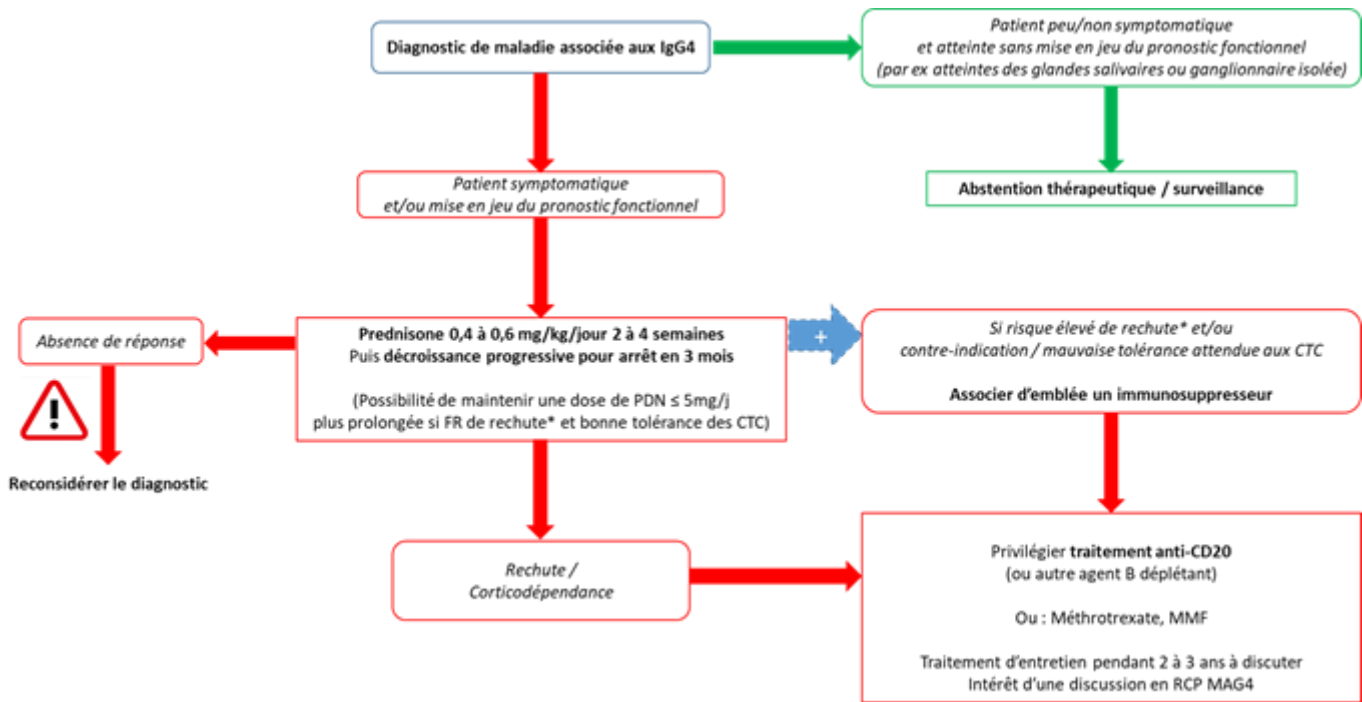 Diagnostic de maladie associée aux IgG4
Patient peu/non symptomatique
et atteinte sans mise en jeu du pronostic fonctionnel
(par ex atteintes des glandes salivaires ou ganglionnaire isolée)
Abstention thérapeutique / surveillance
Patient symptomatique
et/ou mise en jeu du pronostic fonctionnel
Absence de réponse
Reconsidérer le diagnostic
Prednisone 0,4 à 0,6 mg/kg/jour 2 à 4 semaines
Puis décroissance progressive pour arrêt en 3 mois
(Possibilité de maintenir une dose de PDN ≤ 5mg/j
plus prolongée si FR de rechute* et bonne tolérance des CTC)
+
Si risque élevé de rechute* et/ou
contre-indication / mauvaise tolérance attendue aux CTC
Associer d'emblée un immunosuppresseur
Rechute /
Corticodépendance
Privilégier traitement anti-CD20
(ou autre agent B déplétant)
Ou : Méthrotrexate, MMF
Traitement d'entretien pendant 2 à 3 ans à discuter
Intérêt d'une discussion en RCP MAG4